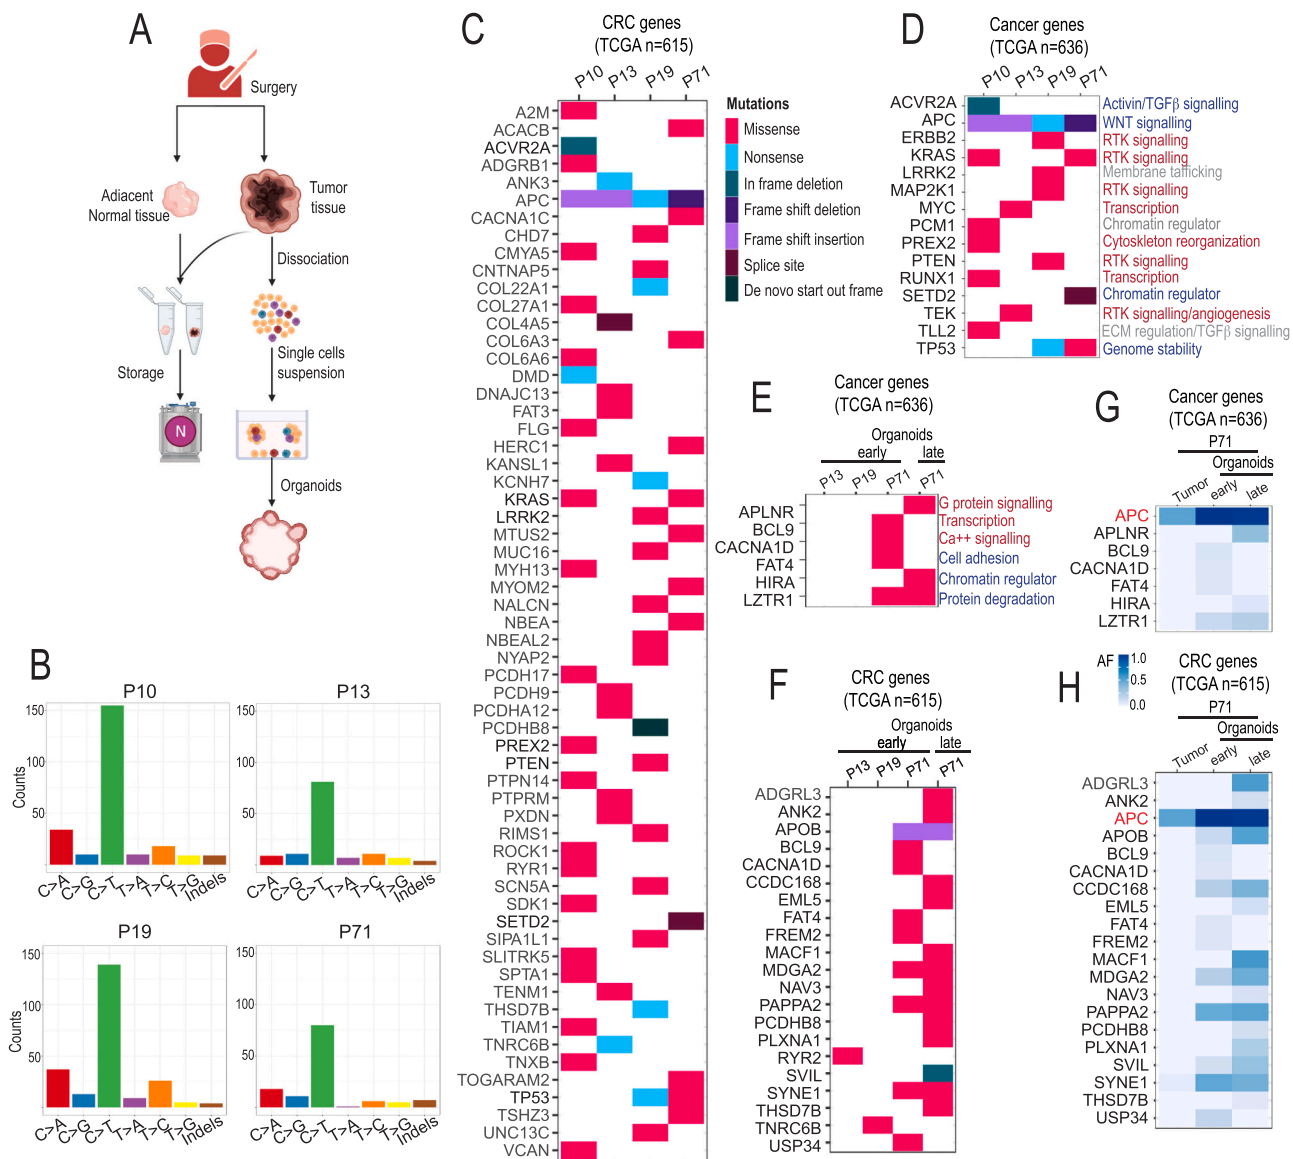 A
Surgery
Adjacent
Normal tissue
Tumor
tissue
Dissociation
Single cells
suspension
Storage
N
Organoids
B
P10
P13
Counts
150
100
50
150
100
50
C>A
C>G
C>T
T>A
T>C
T>G
Indels
C>A
C>G
C>T
T>A
T>C
T>G
Indels
P19
P71
Counts
150
100
50
150
100
50
C>A
C>G
C>T
T>A
T>C
T>G
Indels
C>A
C>G
C>T
T>A
T>C
T>G
Indels
C
CRC genes
(TCGA n=615)
P10
P13
P19
P71
A2M
ACACB
ACVR2A
ADGRB1
ANK3
APC
CACNA1C
CHD7
CMYA5
CNTNAP5
COL22A1
COL27A1
COL4A5
COL6A3
COL6A6
DMD
DNAJC13
FAT3
FLG
HERC1
KANSL1
KCNH7
KRAS
LRRK2
MTUS2
MUC16
MYH13
MYOM2
NALCN
NBEA
NBEAL2
NYAP2
PCDH17
PCDH9
PCDHA12
PCDHB8
PREX2
PTEN
PTPN14
PTPRM
PXDN
RIMS1
ROCK1
RYR1
SCN5A
SDK1
SETD2
SIPA1L1
SLITRK5
SPTA1
TENM1
THSD7B
TIAM1
TNRC6B
TNXB
TOGARAM2
TP53
TSHZ3
UNC13C
VCAN
Mutations
Missense
Nonsense
In frame deletion
Frame shift deletion
Frame shift insertion
Splice site
De novo start out frame
D
Cancer genes
(TCGA n=636)
P10
P13
P19
P71
ACVR2A Activin/TGFβ signalling
APC WNT signalling
ERBB2 RTK signalling
KRAS RTK signalling
LRRK2 Membrane tafficking
MAP2K1 RTK signalling
MYC Transcription
PCM1 Chromatin regulator
PREX2 Cytoskleton reorganization
PTEN RTK signalling
RUNX1 Transcription
SETD2 Chromatin regulator
TEK RTK signalling/angiogenesis
TLL2 ECM regulation/TGFβ signalling
TP53 Genome stability
E
Cancer genes
(TCGA n=636)
Organoids
early
late
P13
P19
P71
P71
APLNR G protein signalling
BCL9 Transcription
CACNA1D Ca++ signalling
FAT4 Cell adhesion
HIRA Chromatin regulator
LZTR1 Protein degradation
F
CRC genes
(TCGA n=615)
Organoids
early
late
P13
P19
P71
P71
ADGRL3
ANK2
APOB
BCL9
CACNA1D
CCDC168
EML5
FAT4
FREM2
MACF1
MDGA2
NAV3
PAPPA2
PCDHB8
PLXNA1
RYR2
SVIL
SYNE1
THSD7B
TNRC6B
USP34
G
Cancer genes
(TCGA n=636)
P71
Organoids
Tumor
early
late
APC
APLNR
BCL9
CACNA1D
FAT4
HIRA
LZTR1
AF
1.0
0.5
0.0
H
CRC genes
(TCGA n=615)
P71
Organoids
Tumor
early
late
ADGRL3
ANK2
APC
APOB
BCL9
CACNA1D
CCDC168
EML5
FAT4
FREM2
MACF1
MDGA2
NAV3
PAPPA2
PCDHB8
PLXNA1
SVIL
SYNE1
THSD7B
USP34